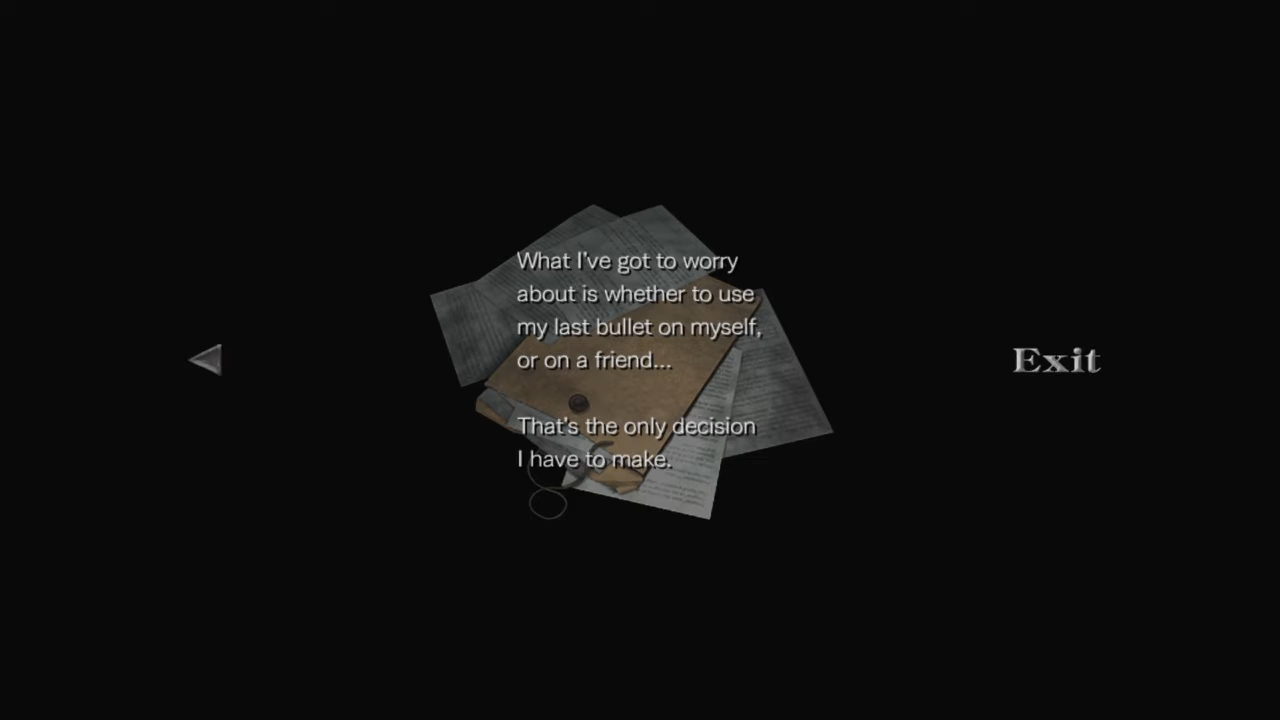 What I've got to worry
about is whether to use
my last bullet on myself,
or on a friend...
That's the only decision
I have to make.
Exit